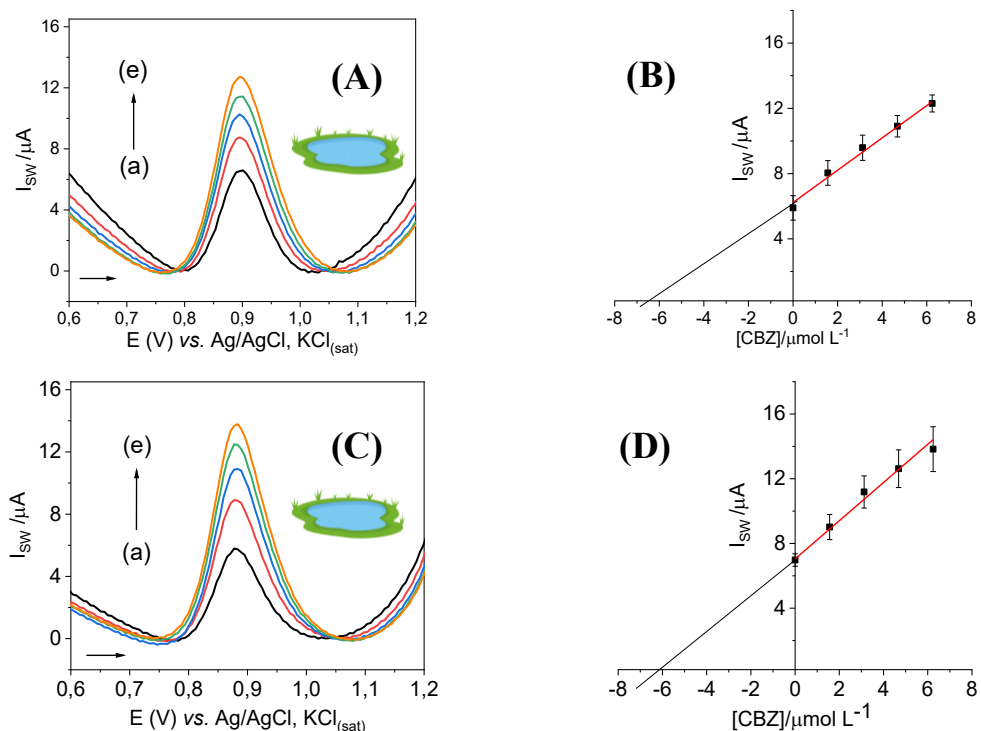 (A)
16
12
8
4
0
I_SW /µA
(e)
(a)
0,6 0,7 0,8 0,9 1,0 1,1 1,2
E (V) vs. Ag/AgCl, KCl(sat)
(B)
16
12
8
4
I_SW /µA
-8 -6 -4 -2 0 2 4 6 8
[CBZ]/µmol L-1
(C)
16
12
8
4
0
I_SW /µA
(e)
(a)
0,6 0,7 0,8 0,9 1,0 1,1 1,2
E (V) vs. Ag/AgCl, KCl(sat)
(D)
16
12
8
4
I_SW /µA
-8 -6 -4 -2 0 2 4 6 8
[CBZ]/µmol L-1